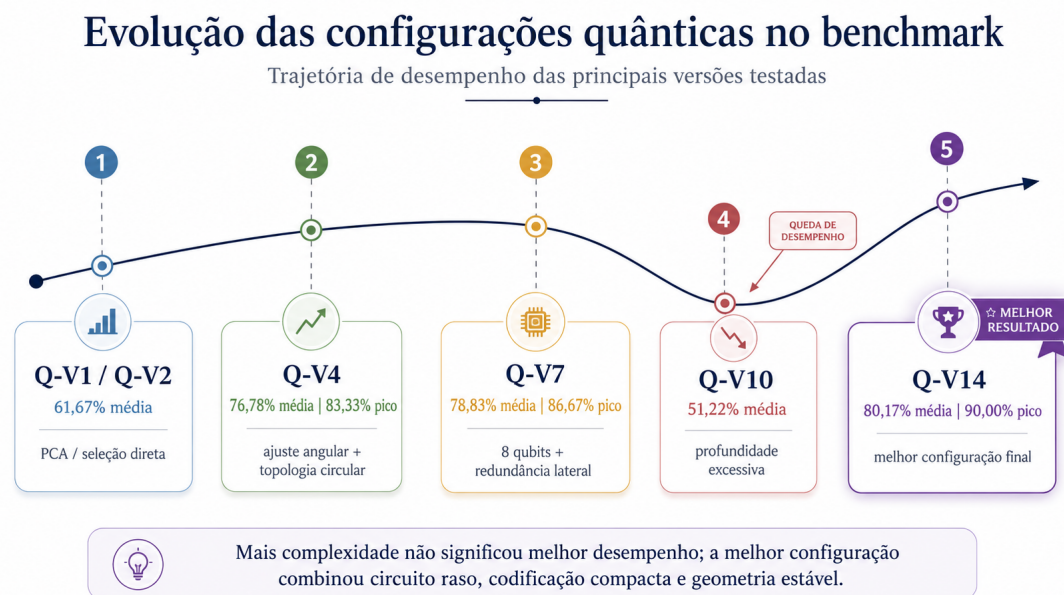 Evolução das configurações quânticas no benchmark
Trajetória de desempenho das principais versões testadas
1
2
3
4
5
QUEDA DE
DESEMPENHO
Q-V1 / Q-V2
61,67% média
PCA / seleção direta
Q-V4
76,78% média | 83,33% pico
ajuste angular +
topologia circular
Q-V7
78,83% média | 86,67% pico
8 qubits +
redundância lateral
Q-V10
51,22% média
profundidade
excessiva
☆ MELHOR
RESULTADO
Q-V14
80,17% média | 90,00% pico
melhor configuração final
Mais complexidade não significou melhor desempenho; a melhor configuração
combinou circuito raso, codificação compacta e geometria estável.